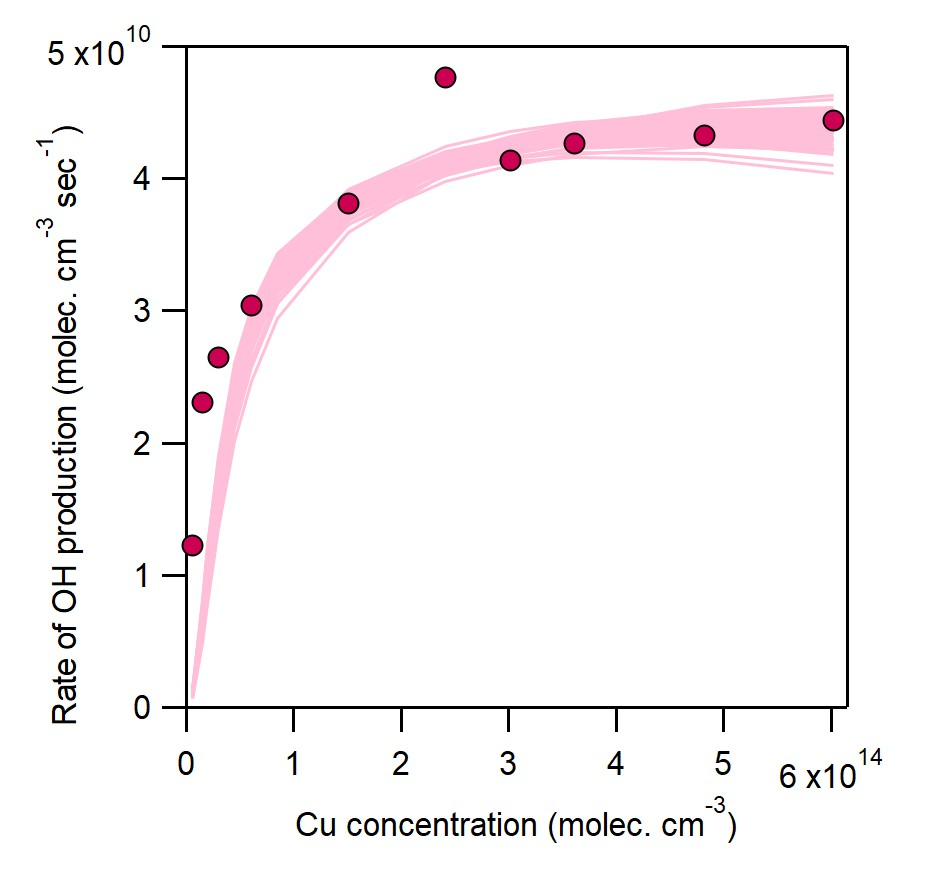 5 x10^10
4
3
2
1
0
Rate of OH production (molec. cm^-3 sec^-1)
0 1 2 3 4 5 6 x10^14
Cu concentration (molec. cm^-3)